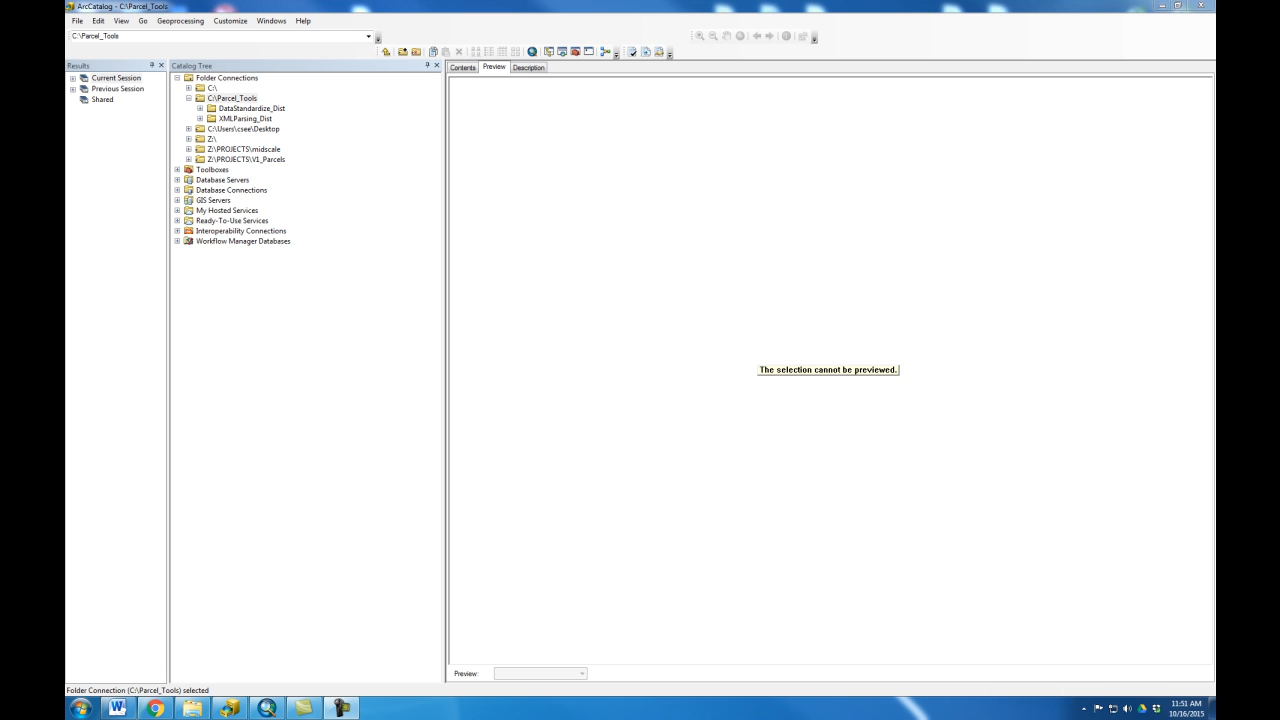 ArcCatalog - C:\Parcel_Tools
File Edit View Go Geoprocessing Customize Windows Help
C:\Parcel_Tools
Results
Current Session
Previous Session
Shared
Catalog Tree
Folder Connections
C:\
C:\Parcel_Tools
DataStandardize_Dist
XMLParsing_Dist
C:\Users\csee\Desktop
Z:\
Z:\PROJECTS\midscale
Z:\PROJECTS\V1_Parcels
Toolboxes
Database Servers
Database Connections
GIS Servers
My Hosted Services
Ready-To-Use Services
Interoperability Connections
Workflow Manager Databases
Contents Preview Description
The selection cannot be previewed.
Preview:
Folder Connection (C:\Parcel_Tools) selected
11:51 AM
10/16/2015